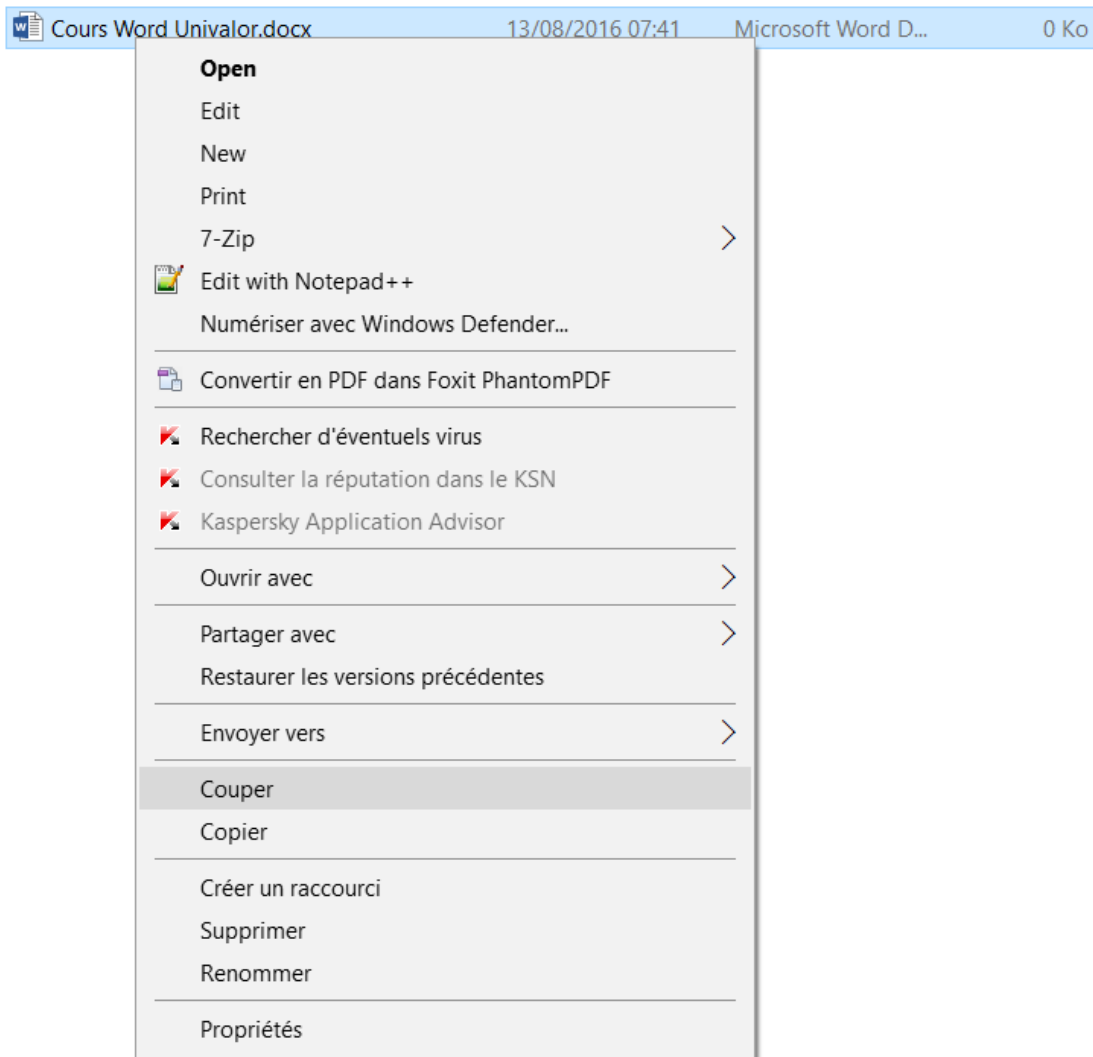 Cours Word Univalor.docx 13/08/2016 07:41 Microsoft Word D... 0 Ko
Open
Edit
New
Print
7-Zip
Edit with Notepad++
Numériser avec Windows Defender...
Convertir en PDF dans Foxit PhantomPDF
Rechercher d'éventuels virus
Consulter la réputation dans le KSN
Kaspersky Application Advisor
Ouvrir avec
Partager avec
Restaurer les versions précédentes
Envoyer vers
Couper
Copier
Créer un raccourci
Supprimer
Renommer
Propriétés